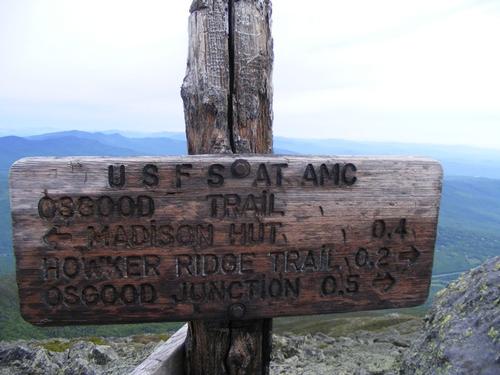 USFS AT AMC
OSGOOD TRAIL
← MADISON HUT 0.4
HOWKER RIDGE TRAIL 0.2 →
OSGOOD JUNCTION 0.5 →